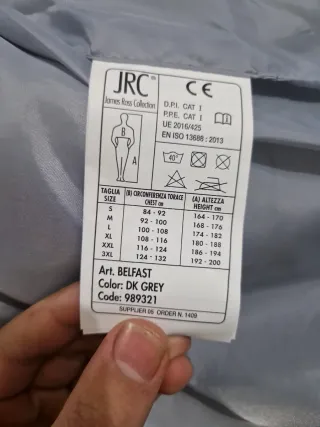 JRC®
James Ross Collection
CE
D.P.I. CAT I
P.P.E. CAT I
UE 2016/425
EN ISO 13688:2013
B
A
40°
TAGLIA SIZE (B) CIRCONFERENZA TORACE CHEST cm (A) ALTEZZA HEIGHT cm
S 84 - 92 164 - 170
M 92 - 100 168 - 176
L 100 - 108 174 - 182
XL 108 - 116 180 - 188
XXL 116 - 124 186 - 194
3XL 124 - 132 192 - 200
Art. BELFAST
Color: DK GREY
Code: 989321
SUPPLIER 05 ORDER N. 1409